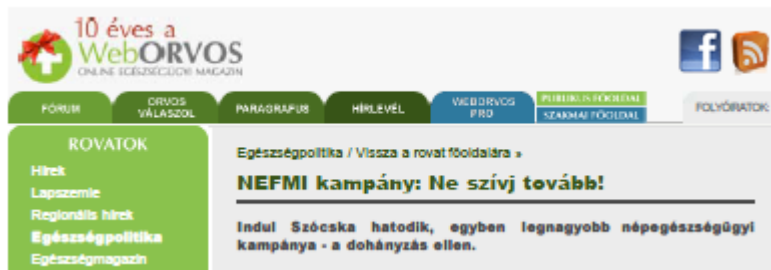 10 éves a
WebORVOS
ONLINE EGÉSZSÉGÜGYI MAGAZIN
FÓRUM
ORVOS
VÁLASZOL
PARAGRAFUS
HÍRLEVÉL
WEBORVOS
PRO
PUBLIKUS FŐOLDAL
SZAKMAI FŐOLDAL
FOLYÓIRATOK:
ROVATOK
Hírek
Lapszemle
Regionális hírek
Egészségpolitika
Egészségmagazin
Egészségpolitika / Vissza a rovat főoldalára »
NEFMI kampány: Ne szívj tovább!
Indul Szócska hatodik, egyben legnagyobb népegészségügyi
kampánya - a dohányzás ellen.